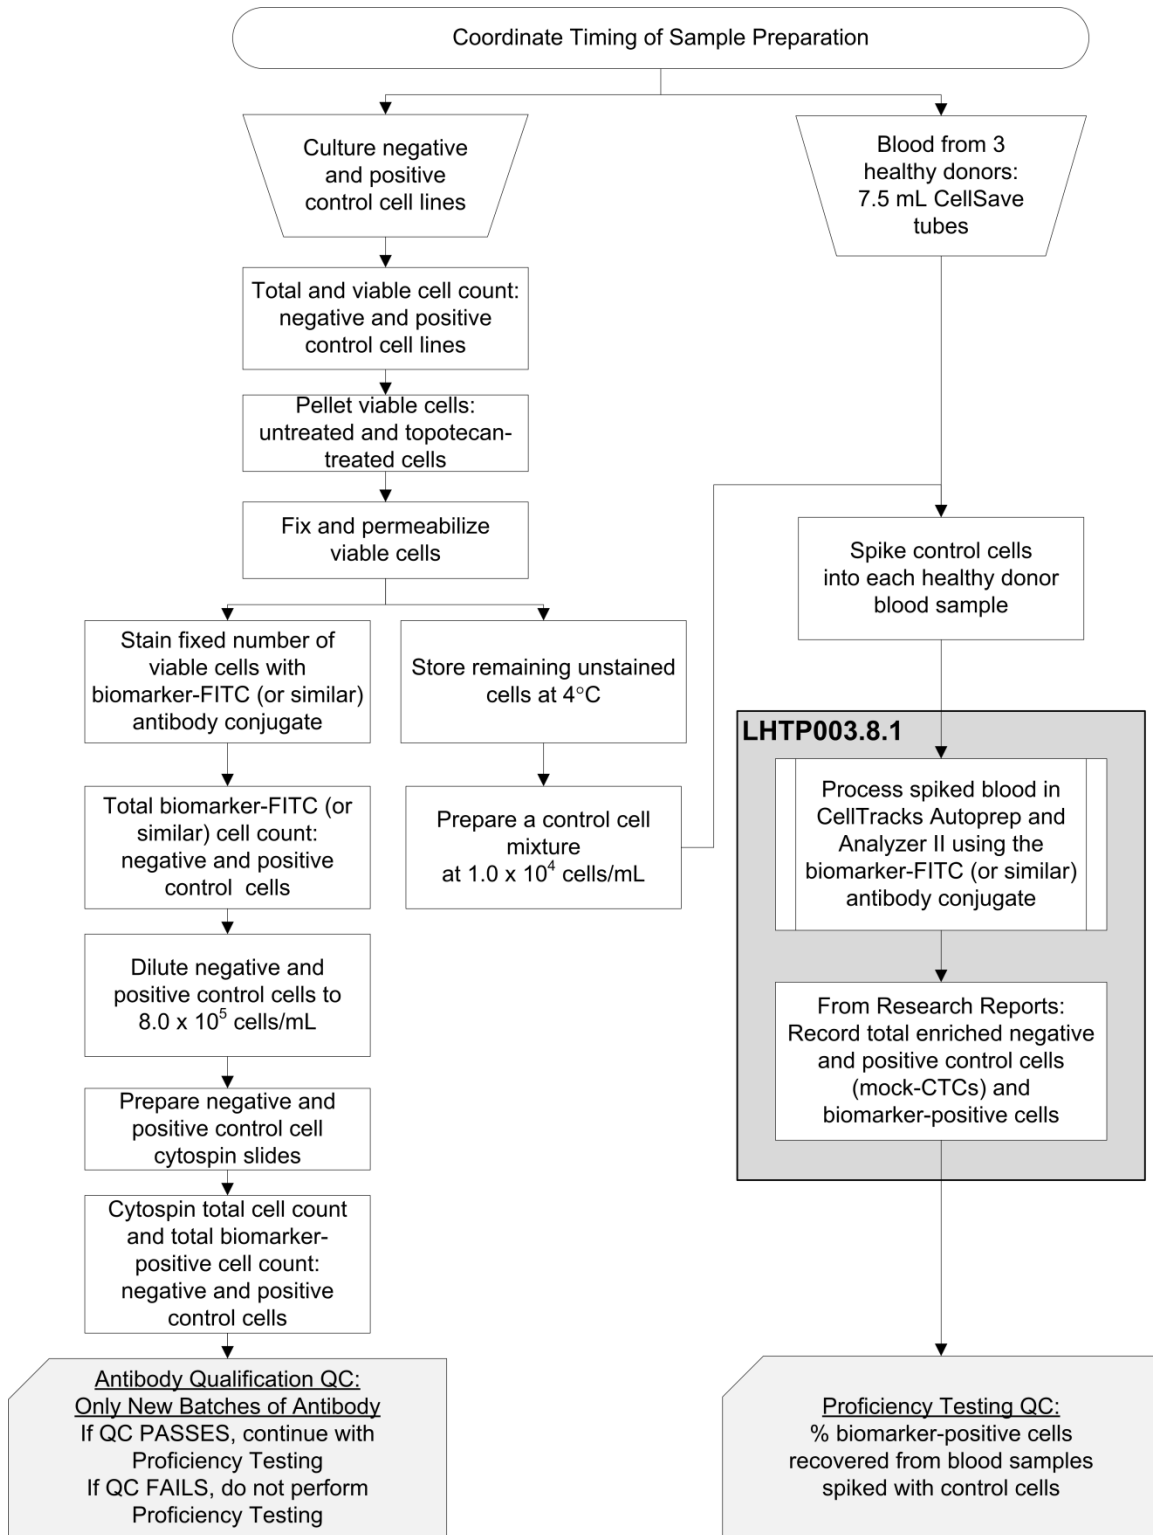 Coordinate Timing of Sample Preparation
Culture negative
and positive
control cell lines
Blood from 3
healthy donors:
7.5 mL CellSave
tubes
Total and viable cell count:
negative and positive
control cell lines
Pellet viable cells:
untreated and topotecan-
treated cells
Fix and permeabilize
viable cells
Spike control cells
into each healthy donor
blood sample
Stain fixed number of
viable cells with
biomarker-FITC (or similar)
antibody conjugate
Store remaining unstained
cells at 4°C
LHTP003.8.1
Total biomarker-FITC (or
similar) cell count:
negative and positive
control cells
Prepare a control cell
mixture
at 1.0 x 10⁴ cells/mL
Process spiked blood in
CellTracks Autoprep and
Analyzer II using the
biomarker-FITC (or similar)
antibody conjugate
Dilute negative and
positive control cells to
8.0 x 10⁵ cells/mL
From Research Reports:
Record total enriched negative
and positive control cells
(mock-CTCs) and
biomarker-positive cells
Prepare negative and
positive control cell
cytospin slides
Cytospin total cell count
and total biomarker-
positive cell count:
negative and positive
control cells
Antibody Qualification QC:
Only New Batches of Antibody
If QC PASSES, continue with
Proficiency Testing
If QC FAILS, do not perform
Proficiency Testing
Proficiency Testing QC:
% biomarker-positive cells
recovered from blood samples
spiked with control cells